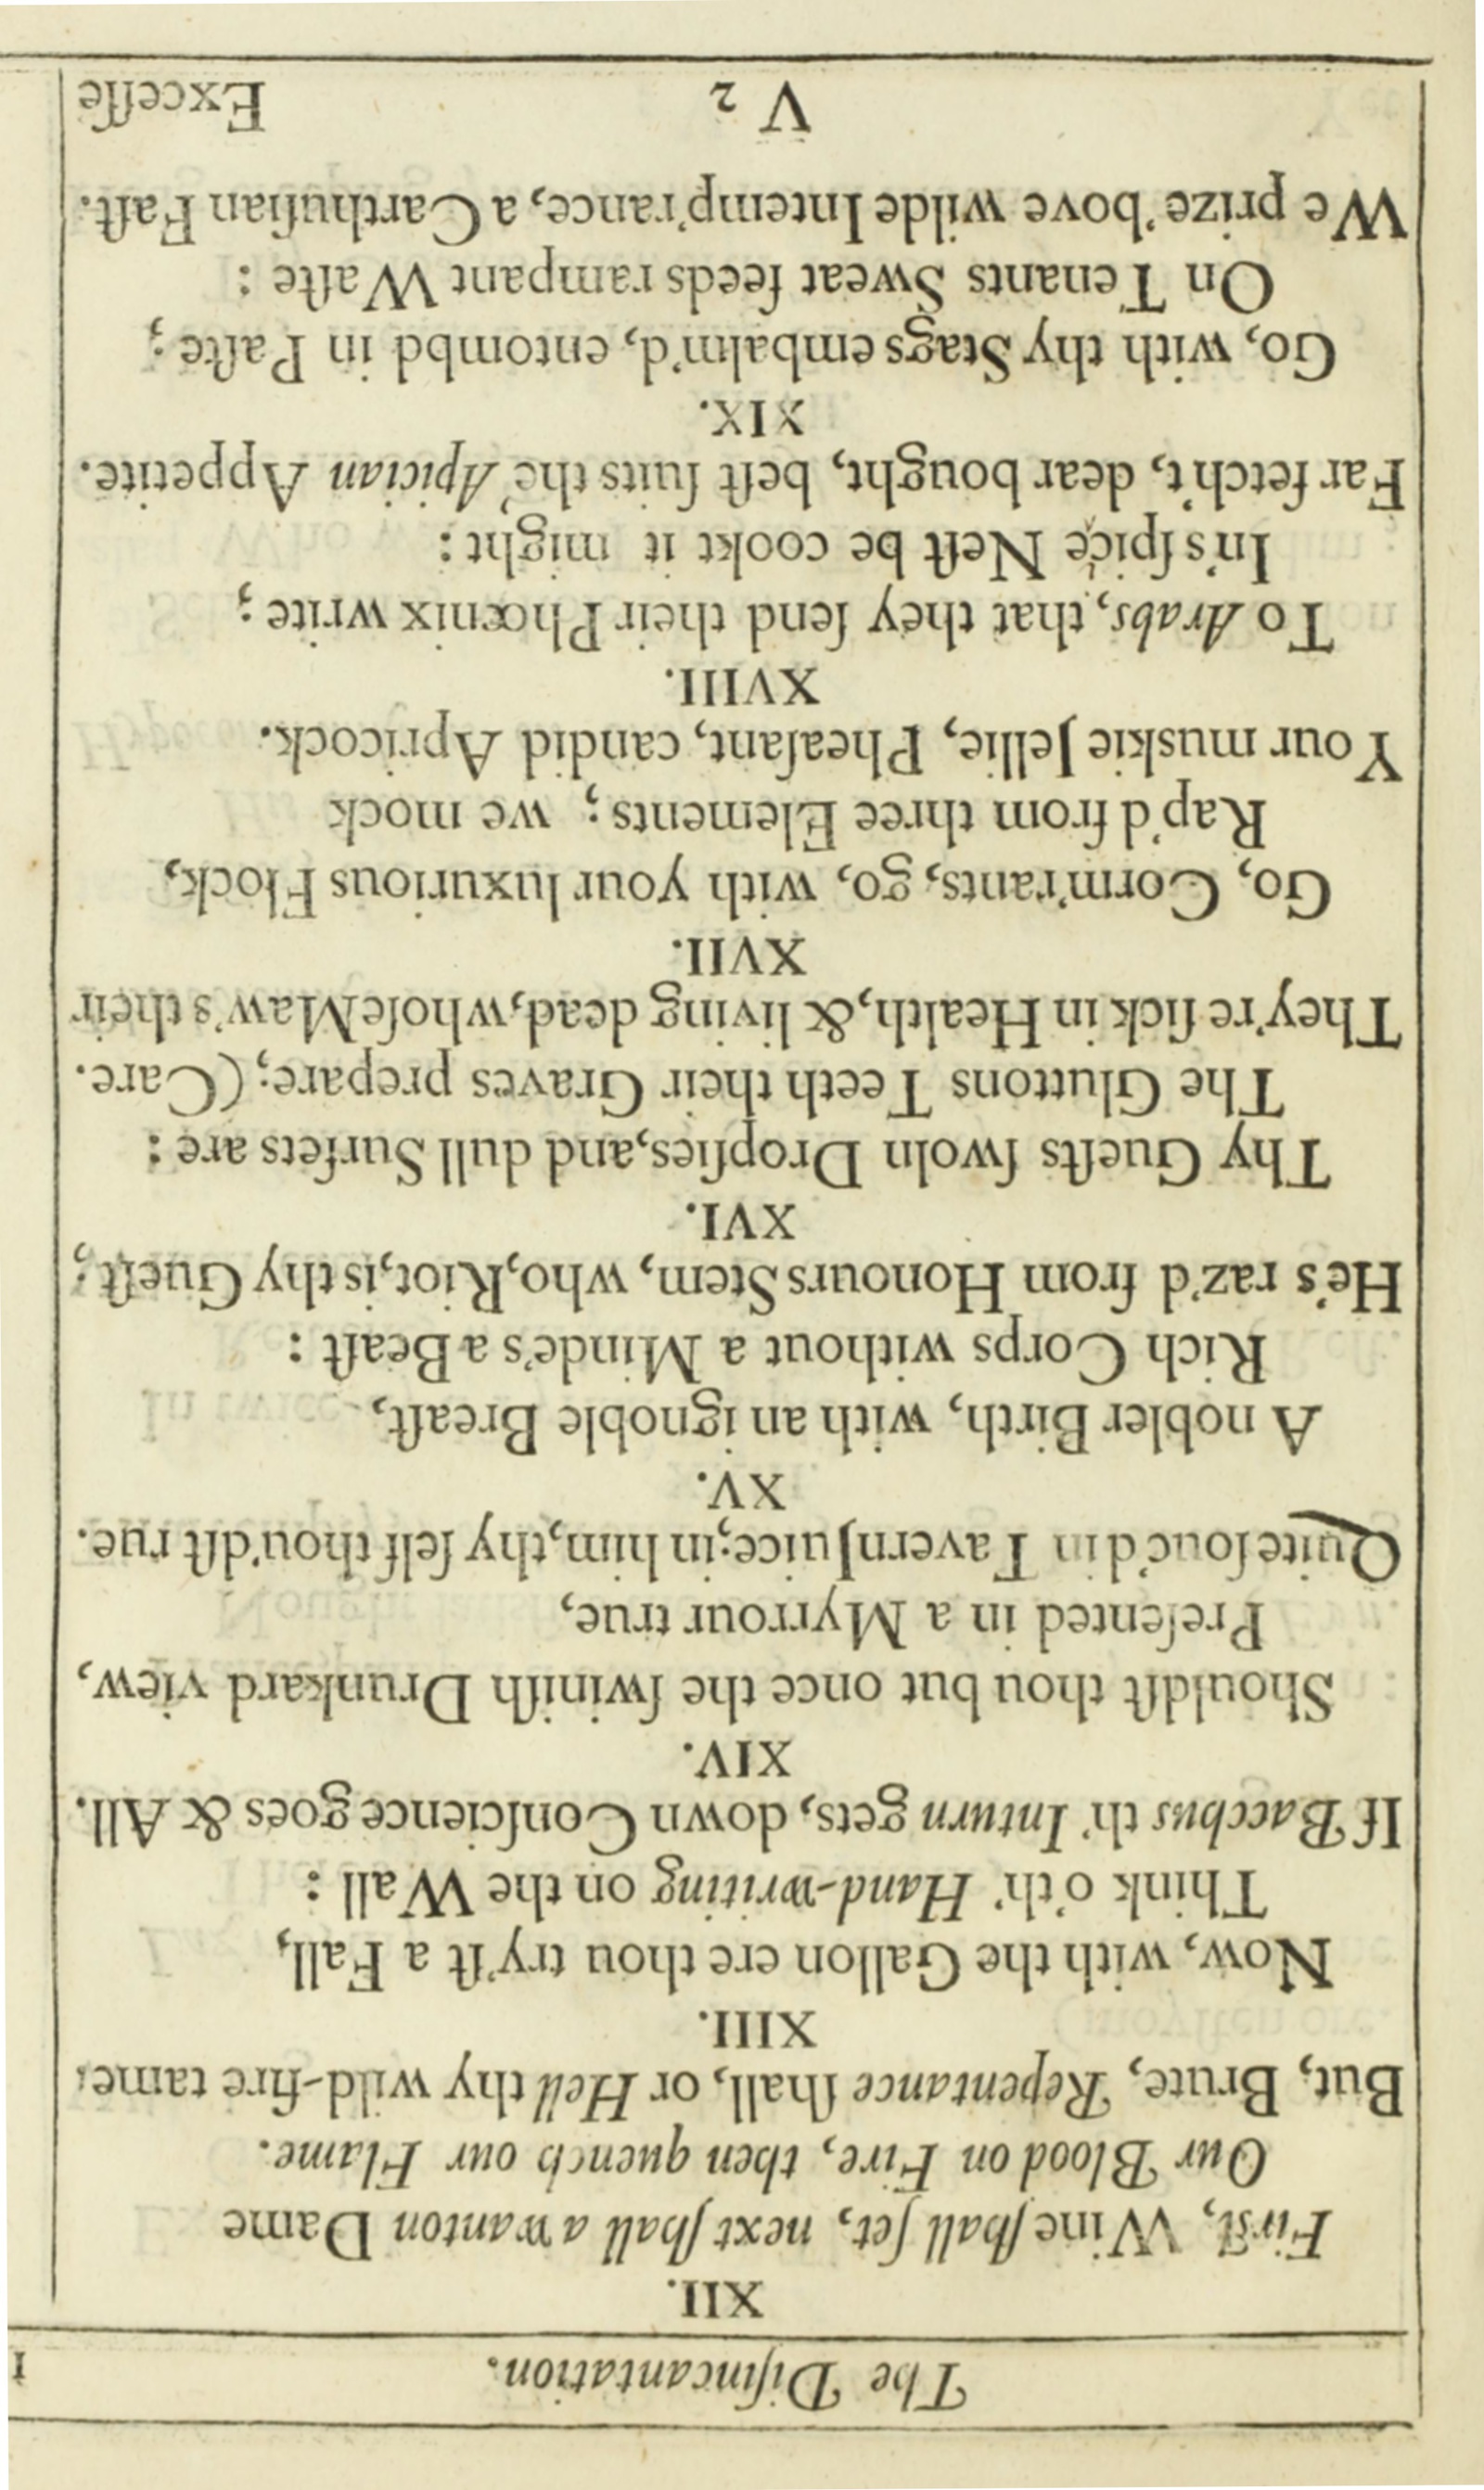 The Disincantation. 1
XII.
First, Wine ſhall ſet, next ſhall a wanton Dame
Our Blood on Fire, then quench our Flame.
But, Brute, Repentance ſhall, or Hell thy wild-fire tame.
XIII.
Now, with the Gallon ere thou try'ſt a Fall,
Think o'th' Hand-writing on the Wall :
If Bacchus th' Inturn gets, down Conſcience goes & All.
XIV.
Shouldſt thou but once the ſwiniſh Drunkard view,
Preſented in a Myrrour true,
Quite ſouc'd in Tavern Juice; in him, thy ſelf thou'dſt rue.
XV.
A nobler Birth, with an ignoble Breaſt,
Rich Corps without a Minde's a Beaſt :
He's raz'd from Honours Stem, who, Riot, is thy Gueſt;
XVI.
Thy Gueſts ſwoln Dropſies, and dull Surfets are :
The Gluttons Teeth their Graves prepare; (Care.
They're ſick in Health, & living dead, whoſe Maw's their
XVII.
Go, Corm'rants, go, with your luxurious Flock,
Rap'd from three Elements; we mock
Your muskie Jellie, Pheaſant, candid Apricock.
XVIII.
To Arabs, that they ſend their Phœnix write ;
In's ſpice Neſt be cookt it might :
Far fetch't, dear bought, beſt ſuits the Apician Appetite.
XIX.
Go, with thy Stags embalm'd, entombd in Paſte ;
On Tenants Sweat feeds rampant Waſte :
We prize 'bove wilde Intemp'rance, a Carthuſian Faſt.
V 2 Exceſſe